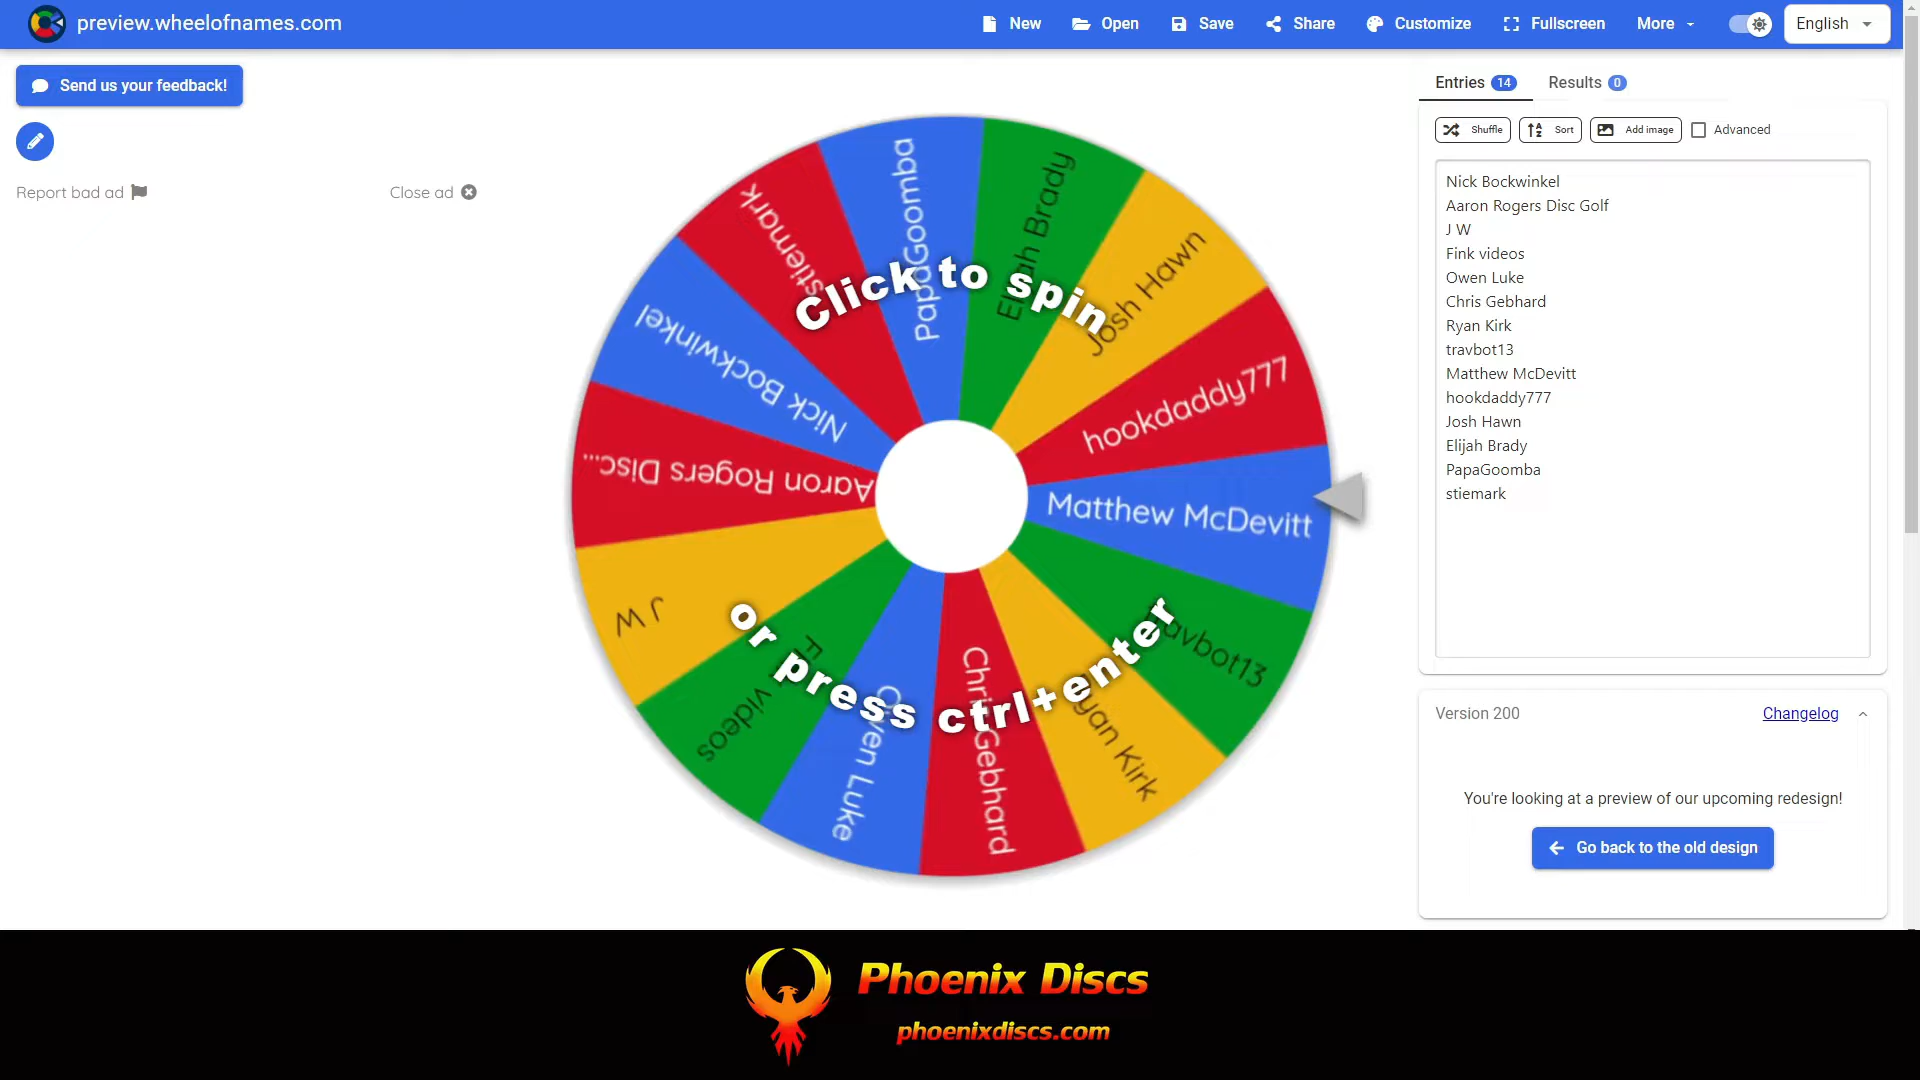 preview.wheelofnames.com
New
Open
Save
Share
Customize
Fullscreen
More
English
Send us your feedback!
Report bad ad
Close ad
Entries 14
Results 0
Shuffle
Sort
Add image
Advanced
Nick Bockwinkel
Aaron Rogers Disc Golf
J W
Fink videos
Owen Luke
Chris Gebhard
Ryan Kirk
travbot13
Matthew McDevitt
hookdaddy777
Josh Hawn
Elijah Brady
PapaGoomba
stiemark
Click to spin
or press ctrl+enter
PapaGoomba
Elijah Brady
Josh Hawn
hookdaddy777
Matthew McDevitt
travbot13
Ryan Kirk
Chris Gebhard
Owen Luke
videos
J W
Aaron Rogers Disc...
Nick Bockwinkel
stiemark
Version 200
Changelog
You're looking at a preview of our upcoming redesign!
Go back to the old design
Phoenix Discs
phoenixdiscs.com